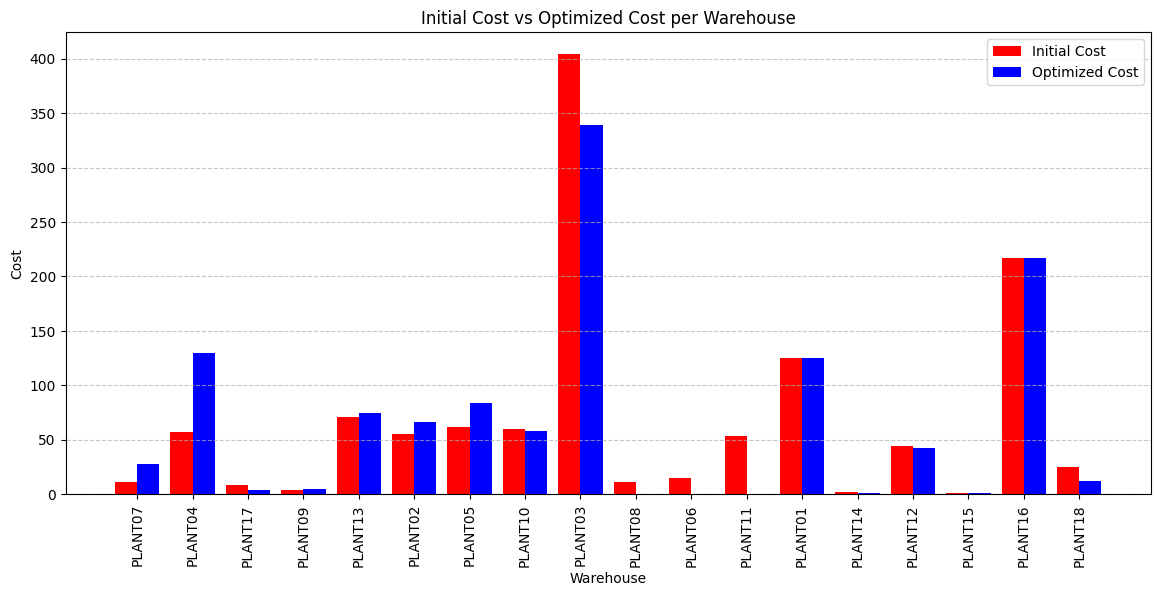 Initial Cost vs Optimized Cost per Warehouse
Initial Cost
Optimized Cost
Cost
400
350
300
250
200
150
100
50
0
PLANT07
PLANT04
PLANT17
PLANT09
PLANT13
PLANT02
PLANT05
PLANT10
PLANT03
PLANT08
PLANT06
PLANT11
PLANT01
PLANT14
PLANT12
PLANT15
PLANT16
PLANT18
Warehouse